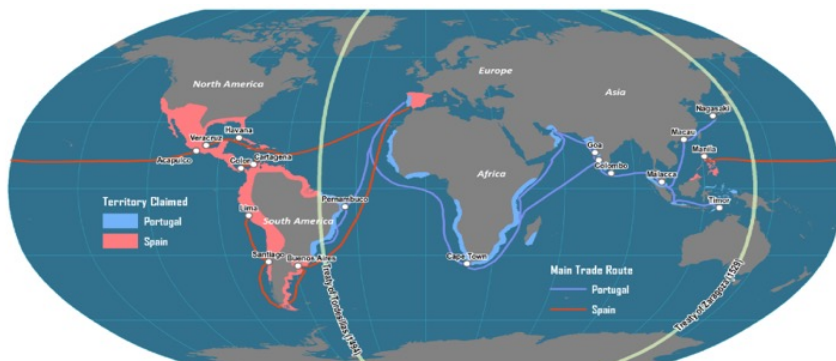 North America
Europe
Asia
Nagasaki
Havana
Veracruz
Macau
Goa
Manila
Acapulco
Colon
Cartagena
Colombo
Africa
Malacca
Territory Claimed
Portugal
Spain
Pernambuco
Lima
South America
Timor
Santiago
Buenos Aires
Cape Town
Main Trade Route
Portugal
Spain
Treaty of Tordesillas (1494)
Treaty of Zaragoza (1529)